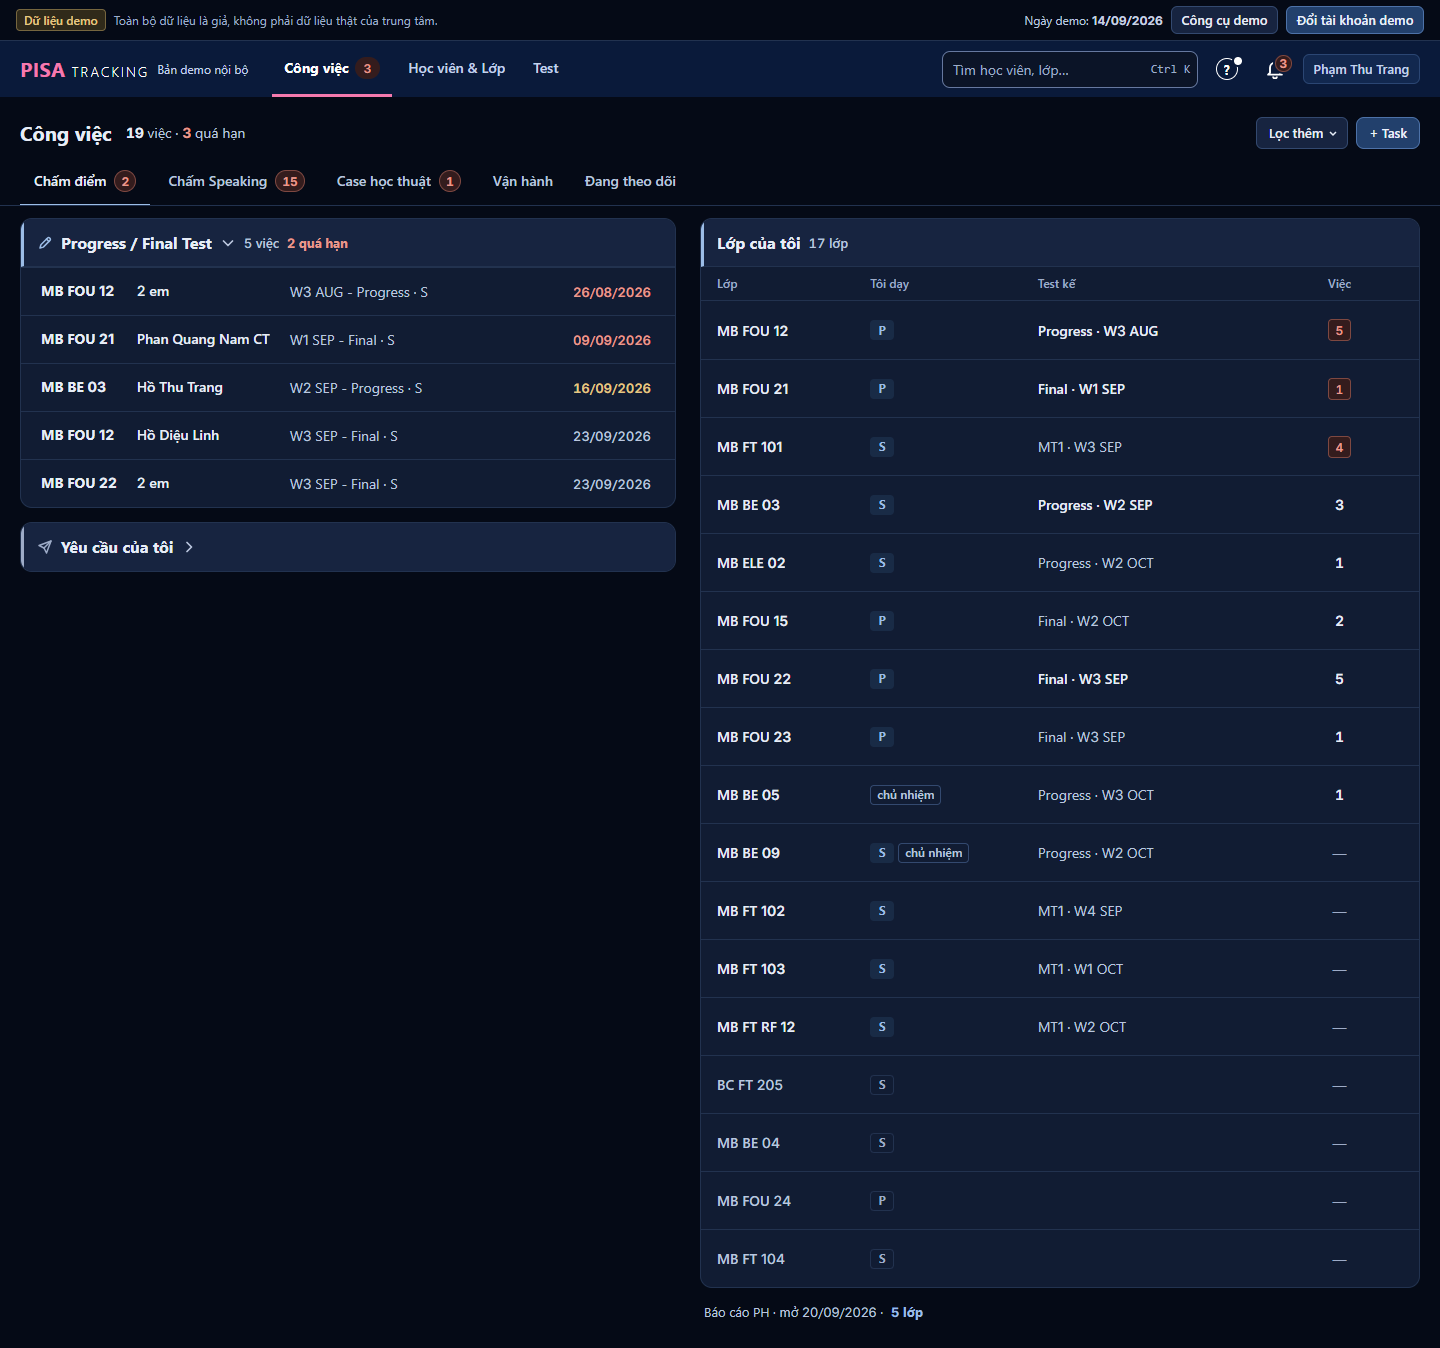 Dữ liệu demo Toàn bộ dữ liệu là giả, không phải dữ liệu thật của trung tâm. Ngày demo: 14/09/2026 Công cụ demo Đổi tài khoản demo
PISA TRACKING Bản demo nội bộ Công việc 3 Học viên & Lớp Test Tìm học viên, lớp... Ctrl K ? 3 Phạm Thu Trang
Công việc 19 việc · 3 quá hạn Lọc thêm + Task
Chấm điểm 2 Chấm Speaking 15 Case học thuật 1 Vận hành Đang theo dõi
Progress / Final Test 5 việc 2 quá hạn
MB FOU 12 2 em W3 AUG - Progress · S 26/08/2026
MB FOU 21 Phan Quang Nam CT W1 SEP - Final · S 09/09/2026
MB BE 03 Hồ Thu Trang W2 SEP - Progress · S 16/09/2026
MB FOU 12 Hồ Diệu Linh W3 SEP - Final · S 23/09/2026
MB FOU 22 2 em W3 SEP - Final · S 23/09/2026
Yêu cầu của tôi
Lớp của tôi 17 lớp
Lớp Tôi dạy Test kế Việc
MB FOU 12 P Progress · W3 AUG 5
MB FOU 21 P Final · W1 SEP 1
MB FT 101 S MT1 · W3 SEP 4
MB BE 03 S Progress · W2 SEP 3
MB ELE 02 S Progress · W2 OCT 1
MB FOU 15 P Final · W2 OCT 2
MB FOU 22 P Final · W3 SEP 5
MB FOU 23 P Final · W3 SEP 1
MB BE 05 chủ nhiệm Progress · W3 OCT 1
MB BE 09 S chủ nhiệm Progress · W2 OCT —
MB FT 102 S MT1 · W4 SEP —
MB FT 103 S MT1 · W1 OCT —
MB FT RF 12 S MT1 · W2 OCT —
BC FT 205 S —
MB BE 04 S —
MB FOU 24 P —
MB FT 104 S —
Báo cáo PH · mở 20/09/2026 · 5 lớp